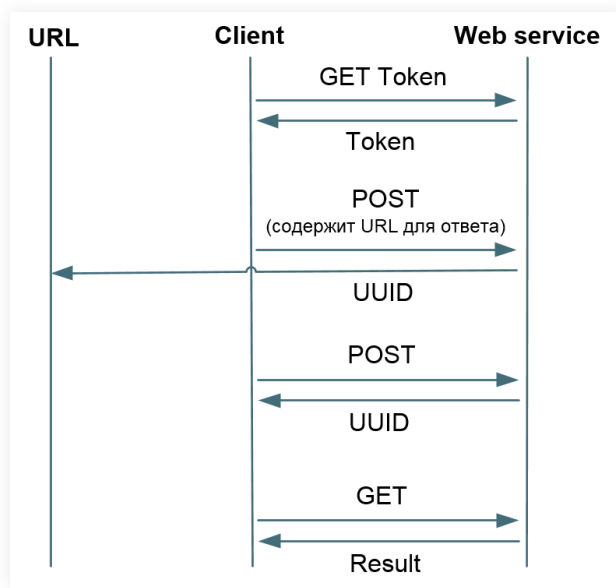 URL Client Web service
GET Token
Token
POST
(содержит URL для ответа)
UUID
POST
UUID
GET
Result